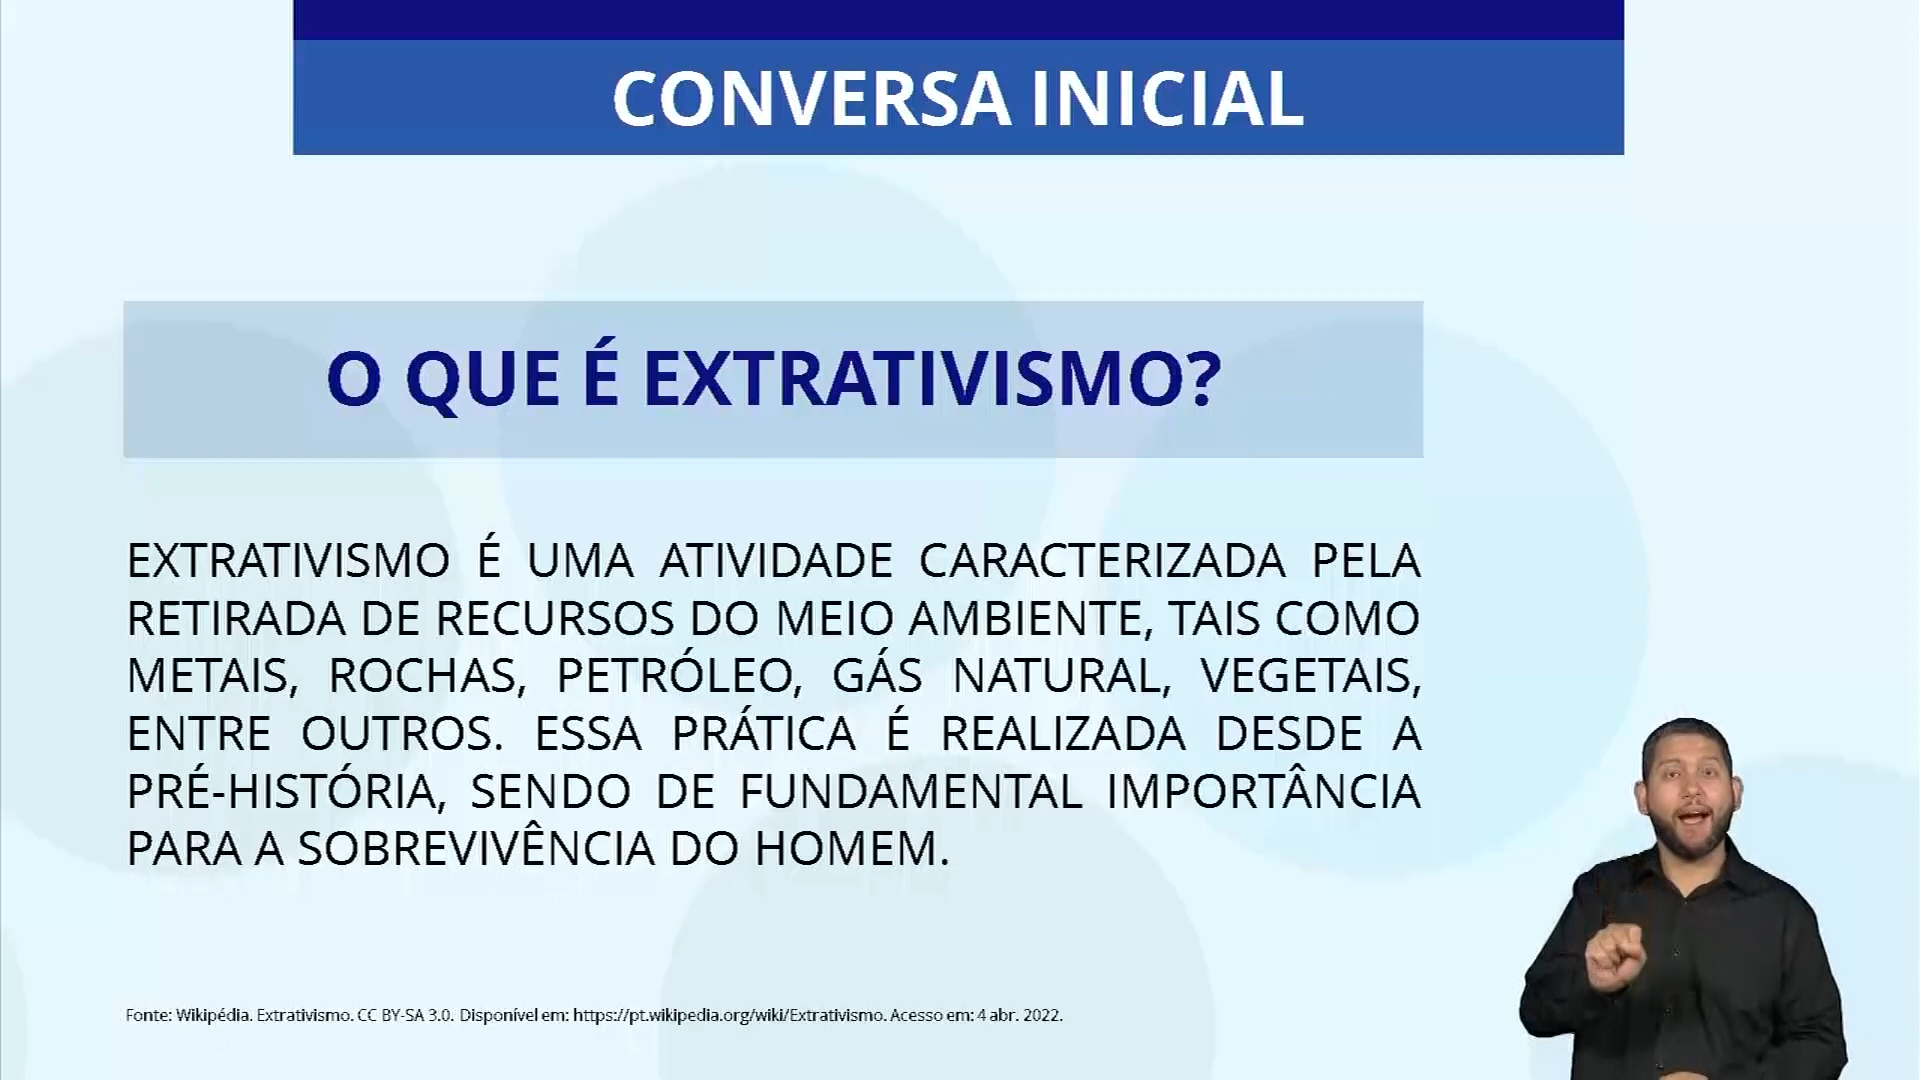 CONVERSA INICIAL
O QUE É EXTRATIVISMO?
EXTRATIVISMO É UMA ATIVIDADE CARACTERIZADA PELA
RETIRADA DE RECURSOS DO MEIO AMBIENTE, TAIS COMO
METAIS, ROCHAS, PETRÓLEO, GÁS NATURAL, VEGETAIS,
ENTRE OUTROS. ESSA PRÁTICA É REALIZADA DESDE A
PRÉ-HISTÓRIA, SENDO DE FUNDAMENTAL IMPORTÂNCIA
PARA A SOBREVIVÊNCIA DO HOMEM.
Fonte: Wikipédia. Extrativismo. CC BY-SA 3.0. Disponível em: https://pt.wikipedia.org/wiki/Extrativismo. Acesso em: 4 abr. 2022.